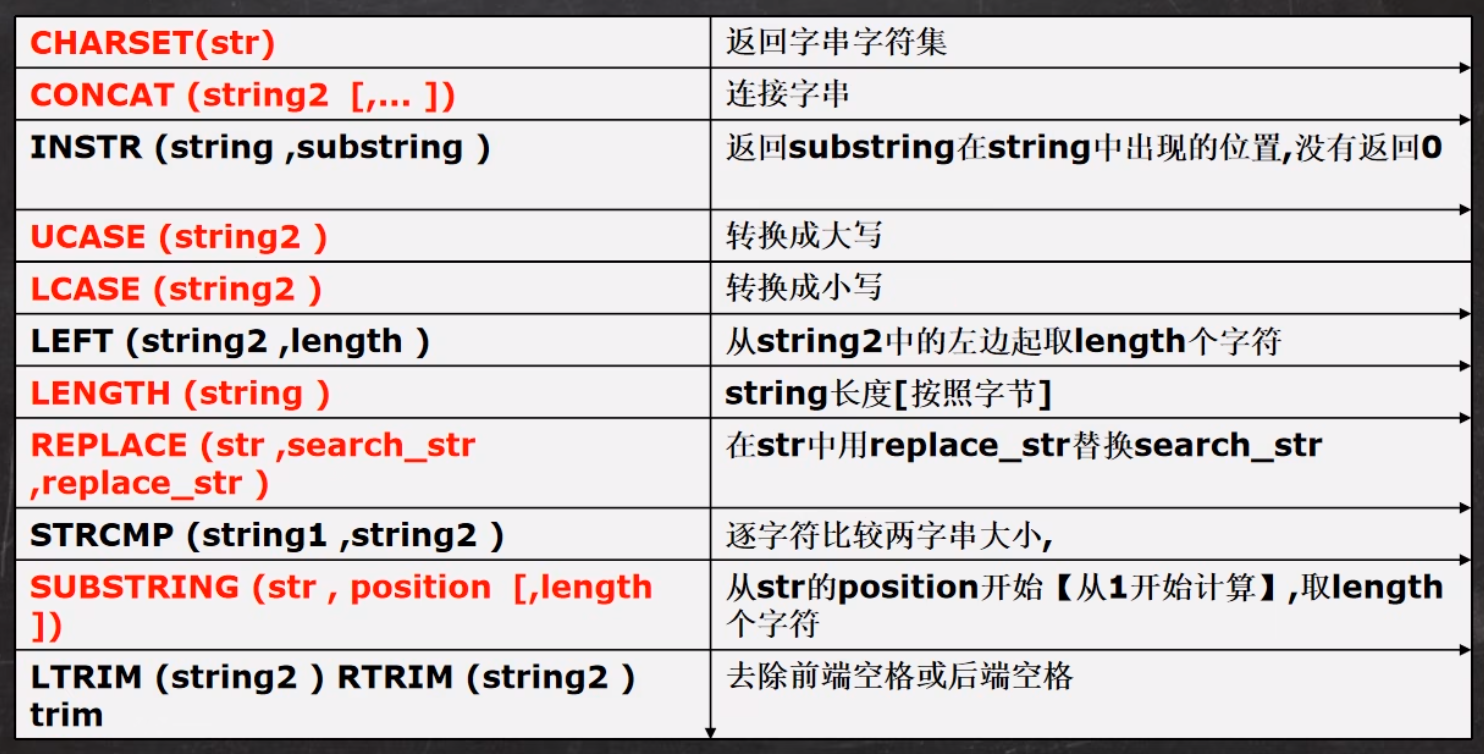 CHARSET(str)
返回字串字符集
CONCAT (string2 [,... ])
连接字串
INSTR (string ,substring )
返回substring在string中出现的位置,没有返回0
UCASE (string2 )
转换成大写
LCASE (string2 )
转换成小写
LEFT (string2 ,length )
从string2中的左边起取length个字符
LENGTH (string )
string长度[按照字节]
REPLACE (str ,search_str
,replace_str )
在str中用replace_str替换search_str
STRCMP (string1 ,string2 )
逐字符比较两字串大小,
SUBSTRING (str , position [,length
])
从str的position开始【从1开始计算】,取length
个字符
LTRIM (string2 ) RTRIM (string2 )
trim
去除前端空格或后端空格